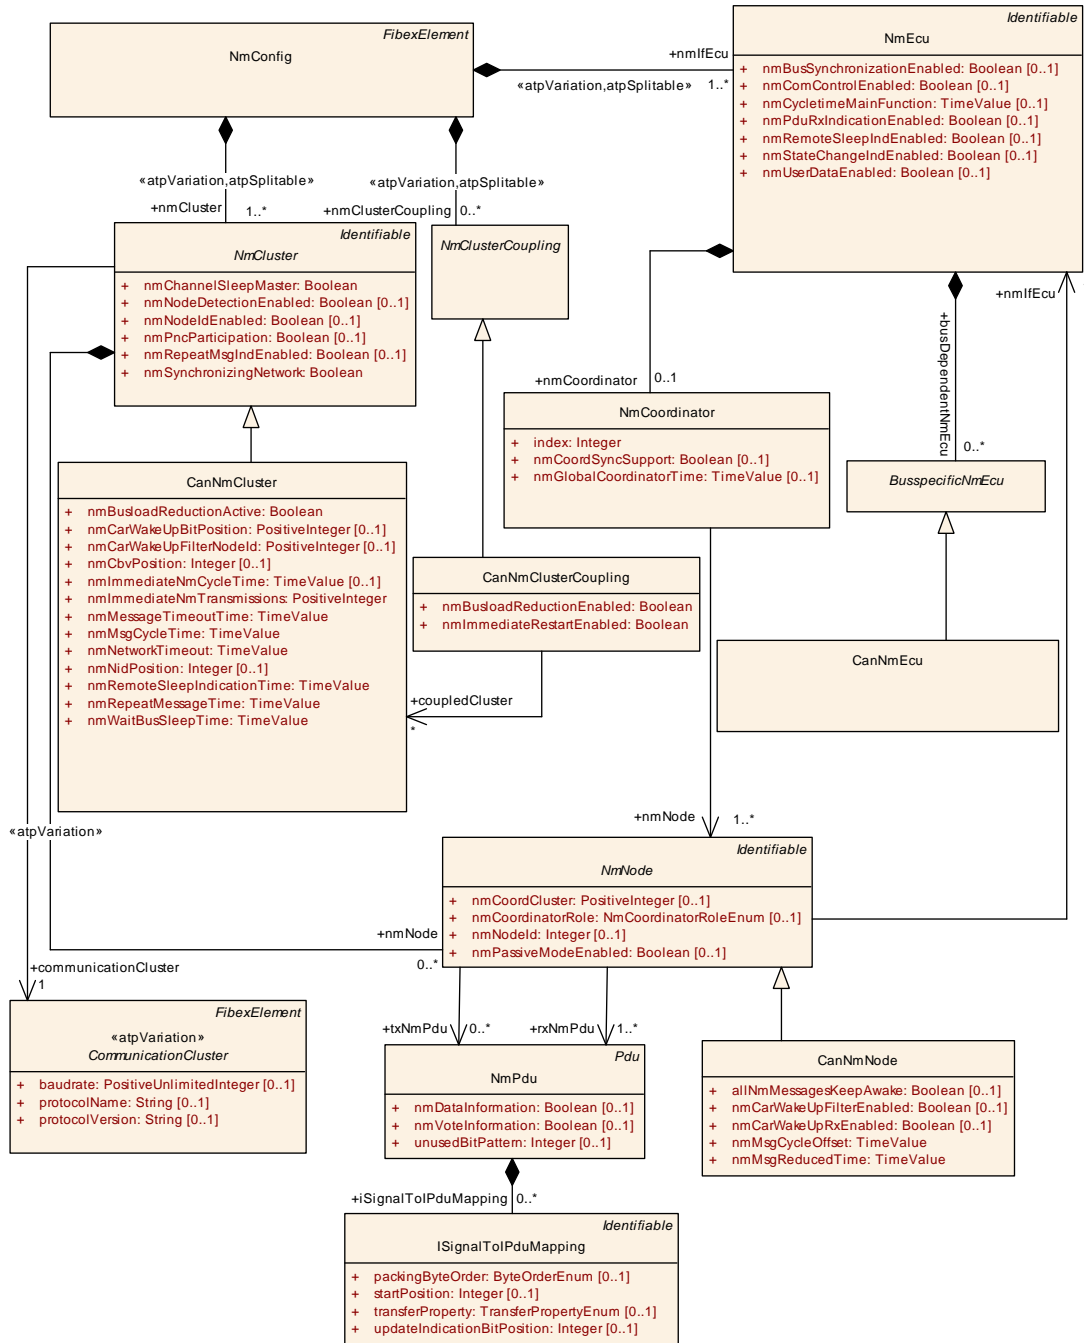 FibexElement
NmConfig
Identifiable
NmEcu
+ nmBusSynchronizationEnabled: Boolean [0..1]
+ nmComControlEnabled: Boolean [0..1]
+ nmCycletimeMainFunction: TimeValue [0..1]
+ nmPduRxIndicationEnabled: Boolean [0..1]
+ nmRemoteSleepIndEnabled: Boolean [0..1]
+ nmStateChangeIndEnabled: Boolean [0..1]
+ nmUserDataEnabled: Boolean [0..1]
+nmIfEcu
«atpVariation,atpSplitable» 1..*
«atpVariation,atpSplitable»
+nmCluster 1..*
«atpVariation,atpSplitable»
+nmClusterCoupling 0..*
Identifiable
NmCluster
+ nmChannelSleepMaster: Boolean
+ nmNodeDetectionEnabled: Boolean [0..1]
+ nmNodeIdEnabled: Boolean [0..1]
+ nmPncParticipation: Boolean [0..1]
+ nmRepeatMsgIndEnabled: Boolean [0..1]
+ nmSynchronizingNetwork: Boolean
NmClusterCoupling
+nmIfEcu
+busDependentNmEcu
0..*
+nmCoordinator 0..1
NmCoordinator
+ index: Integer
+ nmCoordSyncSupport: Boolean [0..1]
+ nmGlobalCoordinatorTime: TimeValue [0..1]
BusspecificNmEcu
CanNmCluster
+ nmBusloadReductionActive: Boolean
+ nmCarWakeUpBitPosition: PositiveInteger [0..1]
+ nmCarWakeUpFilterNodeId: PositiveInteger [0..1]
+ nmCbvPosition: Integer [0..1]
+ nmImmediateNmCycleTime: TimeValue [0..1]
+ nmImmediateNmTransmissions: PositiveInteger
+ nmMessageTimeoutTime: TimeValue
+ nmMsgCycleTime: TimeValue
+ nmNetworkTimeout: TimeValue
+ nmNidPosition: Integer [0..1]
+ nmRemoteSleepIndicationTime: TimeValue
+ nmRepeatMessageTime: TimeValue
+ nmWaitBusSleepTime: TimeValue
CanNmClusterCoupling
+ nmBusloadReductionEnabled: Boolean
+ nmImmediateRestartEnabled: Boolean
CanNmEcu
+coupledCluster
*
«atpVariation»
+nmNode 1..*
Identifiable
NmNode
+ nmCoordCluster: PositiveInteger [0..1]
+ nmCoordinatorRole: NmCoordinatorRoleEnum [0..1]
+ nmNodeId: Integer [0..1]
+ nmPassiveModeEnabled: Boolean [0..1]
+nmNode
0..*
+communicationCluster
1
FibexElement
«atpVariation»
CommunicationCluster
+ baudrate: PositiveUnlimitedInteger [0..1]
+ protocolName: String [0..1]
+ protocolVersion: String [0..1]
+txNmPdu 0..*
+rxNmPdu 1..*
Pdu
NmPdu
+ nmDataInformation: Boolean [0..1]
+ nmVoteInformation: Boolean [0..1]
+ unusedBitPattern: Integer [0..1]
CanNmNode
+ allNmMessagesKeepAwake: Boolean [0..1]
+ nmCarWakeUpFilterEnabled: Boolean [0..1]
+ nmCarWakeUpRxEnabled: Boolean [0..1]
+ nmMsgCycleOffset: TimeValue
+ nmMsgReducedTime: TimeValue
+iSignalToIPduMapping 0..*
Identifiable
ISignalToIPduMapping
+ packingByteOrder: ByteOrderEnum [0..1]
+ startPosition: Integer [0..1]
+ transferProperty: TransferPropertyEnum [0..1]
+ updateIndicationBitPosition: Integer [0..1]